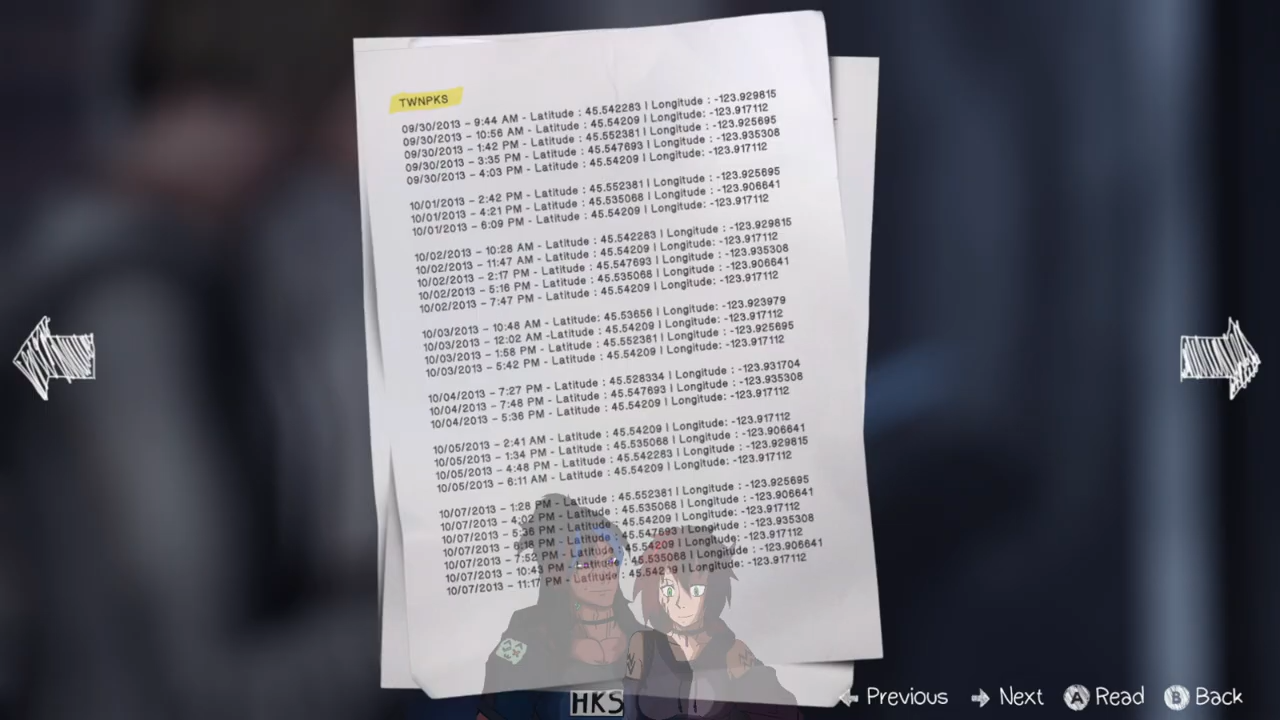 TWNPKS
09/30/2013 - 9:44 AM - Latitude : 45.542283 | Longitude : -123.929815
09/30/2013 - 10:56 AM - Latitude : 45.54209 | Longitude: -123.917112
09/30/2013 - 1:42 PM - Latitude : 45.552381 | Longitude : -123.925695
09/30/2013 - 3:35 PM - Latitude : 45.547693 | Longitude : -123.935308
09/30/2013 - 4:03 PM - Latitude : 45.54209 | Longitude: -123.917112
10/01/2013 - 2:42 PM - Latitude : 45.552381 | Longitude : -123.925695
10/01/2013 - 4:21 PM - Latitude : 45.535068 | Longitude : -123.906641
10/01/2013 - 6:09 PM - Latitude : 45.54209 | Longitude: -123.917112
10/02/2013 - 10:28 AM - Latitude : 45.542283 | Longitude : -123.929815
10/02/2013 - 11:47 AM - Latitude : 45.54209 | Longitude: -123.917112
10/02/2013 - 2:17 PM - Latitude : 45.547693 | Longitude : -123.935308
10/02/2013 - 5:16 PM - Latitude : 45.535068 | Longitude : -123.906641
10/02/2013 - 7:47 PM - Latitude : 45.54209 | Longitude: -123.917112
10/03/2013 - 10:48 AM - Latitude: 45.53656 | Longitude : -123.923979
10/03/2013 - 12:02 AM -Latitude : 45.54209 | Longitude: -123.917112
10/03/2013 - 1:58 PM - Latitude : 45.552381 | Longitude : -123.925695
10/03/2013 - 5:42 PM - Latitude : 45.54209 | Longitude: -123.917112
10/04/2013 - 7:27 PM - Latitude : 45.528334 | Longitude : -123.931704
10/04/2013 - 7:48 PM - Latitude : 45.547693 | Longitude : -123.935308
10/04/2013 - 5:36 PM - Latitude : 45.54209 | Longitude: -123.917112
10/05/2013 - 2:41 AM - Latitude : 45.54209 | Longitude: -123.917112
10/05/2013 - 1:34 PM - Latitude : 45.535068 | Longitude : -123.906641
10/05/2013 - 4:48 PM - Latitude : 45.542283 | Longitude : -123.929815
10/05/2013 - 6:11 AM - Latitude : 45.54209 | Longitude: -123.917112
10/07/2013 - 1:28 PM - Latitude : 45.552381 | Longitude : -123.925695
10/07/2013 - 4:02 PM - Latitude : 45.535068 | Longitude : -123.906641
10/07/2013 - 5:36 PM - Latitude : 45.54209 | Longitude: -123.917112
10/07/2013 - 6:18 PM - Latitude : 45.547693 | Longitude : -123.935308
10/07/2013 - 7:52 PM - Latitude : 45.54209 | Longitude: -123.917112
10/07/2013 - 10:43 PM - Latitude : 45.535068 | Longitude : -123.906641
10/07/2013 - 11:17 PM - Latitude : 45.54209 | Longitude: -123.917112
HKS
Previous Next A Read B Back